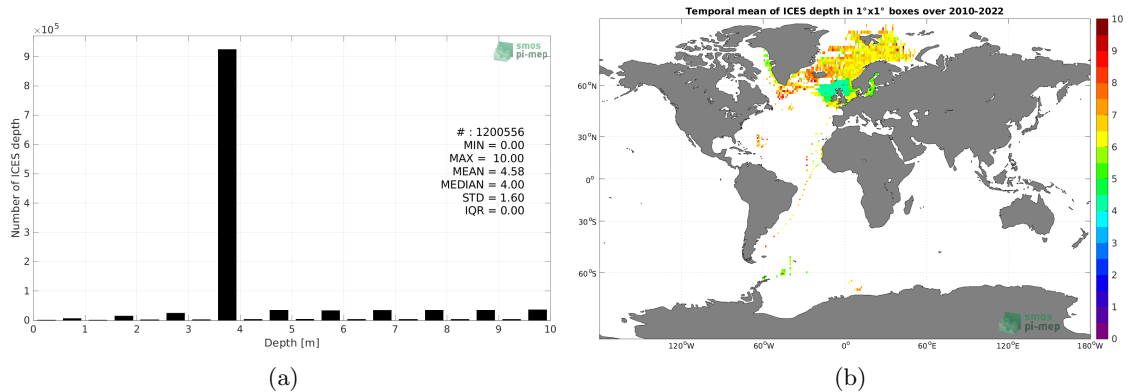 ×10⁵
9
8
7
6
5
4
3
2
1
0
Number of ICES depth
smos
pi-mep
# : 1200556
MIN = 0.00
MAX = 10.00
MEAN = 4.58
MEDIAN = 4.00
STD = 1.60
IQR = 0.00
0 1 2 3 4 5 6 7 8 9 10
Depth [m]
(a)
Temporal mean of ICES depth in 1°x1° boxes over 2010-2022
60°N
30°N
15°N
0°
15°S
30°S
60°S
120°W 60°W 0° 60°E 120°E 180°W
10
9
8
7
6
5
4
3
2
1
0
smos
pi-mep
(b)